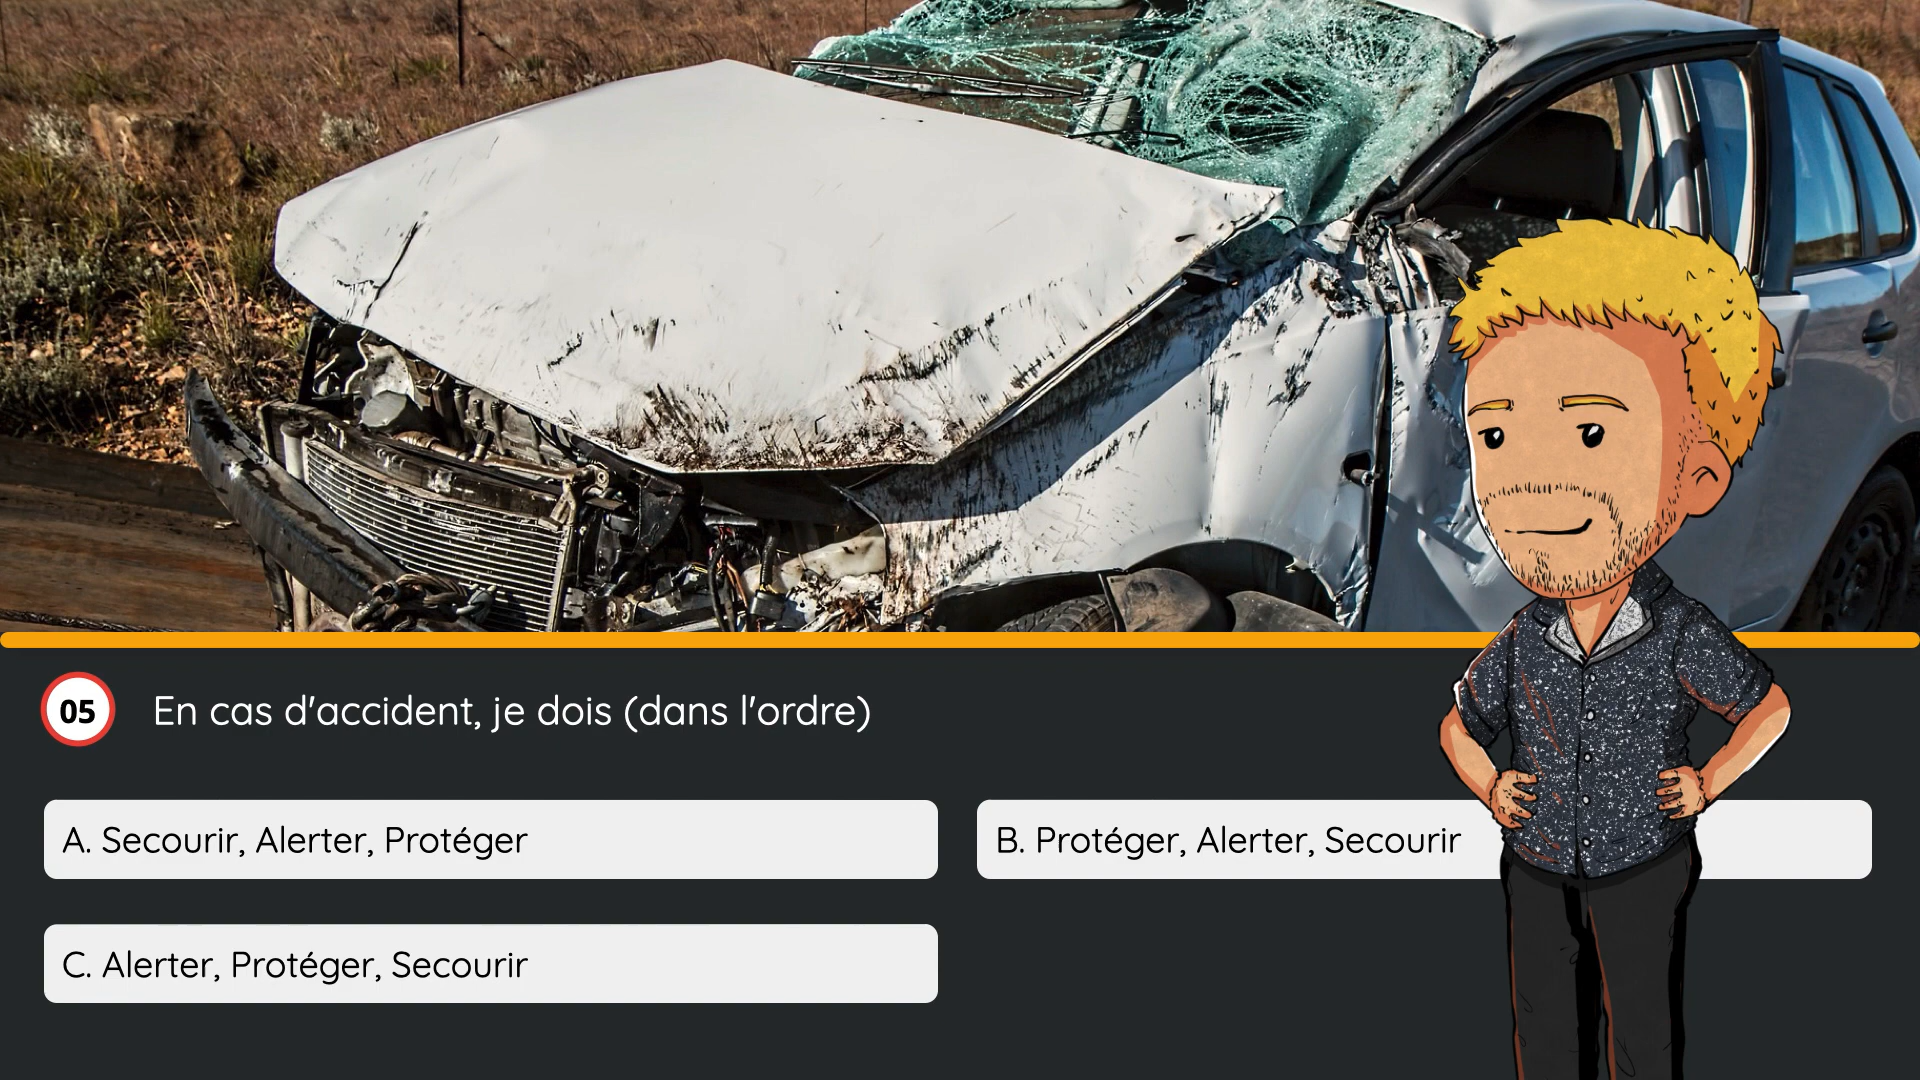 05 En cas d'accident, je dois (dans l'ordre)
A. Secourir, Alerter, Protéger
B. Protéger, Alerter, Secourir
C. Alerter, Protéger, Secourir